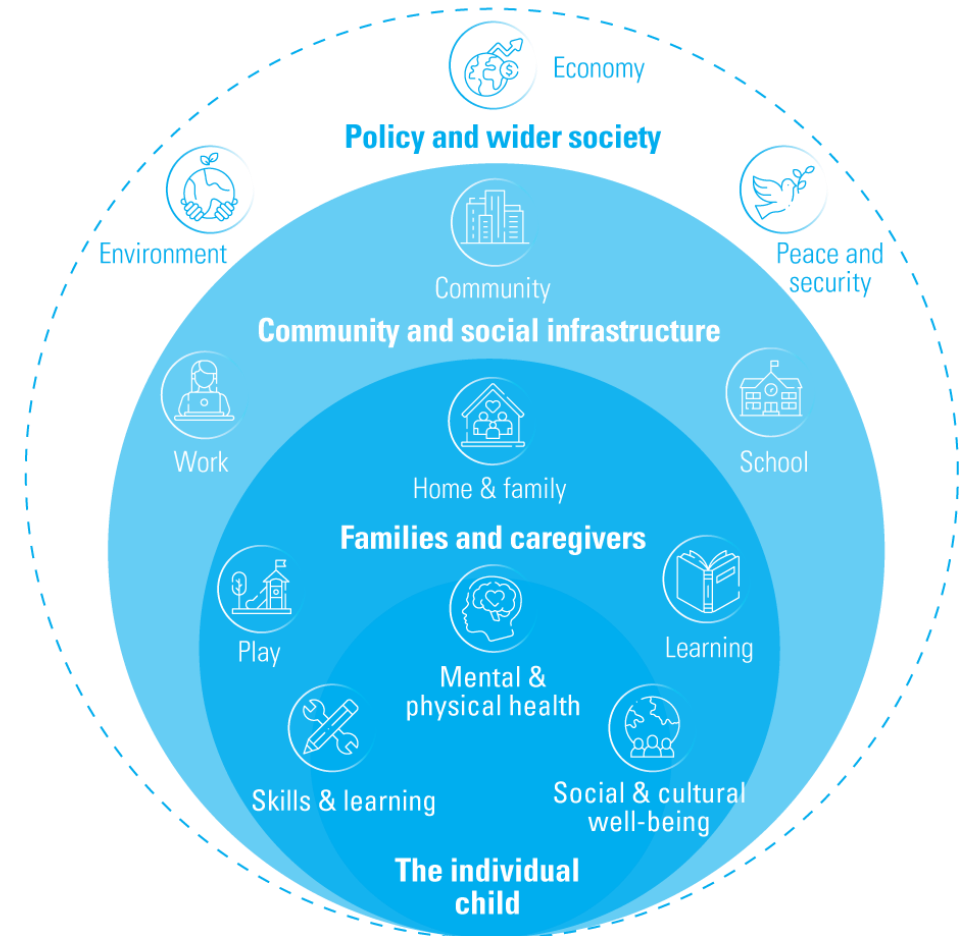 Economy
Policy and wider society
Environment
Peace and
security
Community
Community and social infrastructure
Work
School
Home & family
Families and caregivers
Play
Learning
Mental &
physical health
Skills & learning
Social & cultural
well-being
The individual
child